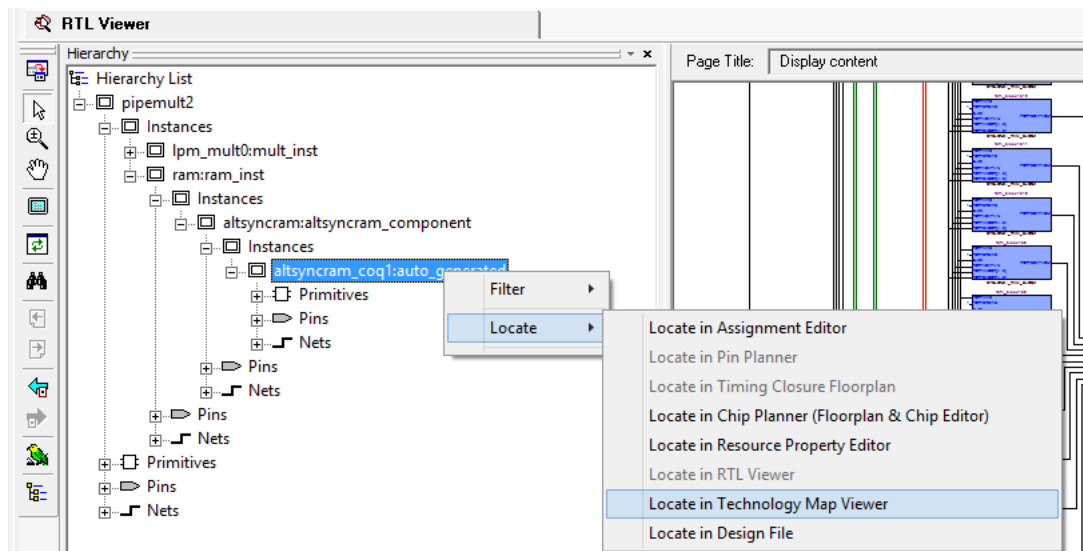 RTL Viewer
Hierarchy
Page Title: Display content
Hierarchy List
pipemult2
Instances
lpm_mult0:mult_inst
ram:ram_inst
Instances
altsyncram:altsyncram_component
Instances
altsyncram_coq1:auto_generated
Primitives
Pins
Nets
Pins
Nets
Pins
Nets
Primitives
Pins
Nets
Filter
Locate
Locate in Assignment Editor
Locate in Pin Planner
Locate in Timing Closure Floorplan
Locate in Chip Planner (Floorplan & Chip Editor)
Locate in Resource Property Editor
Locate in RTL Viewer
Locate in Technology Map Viewer
Locate in Design File